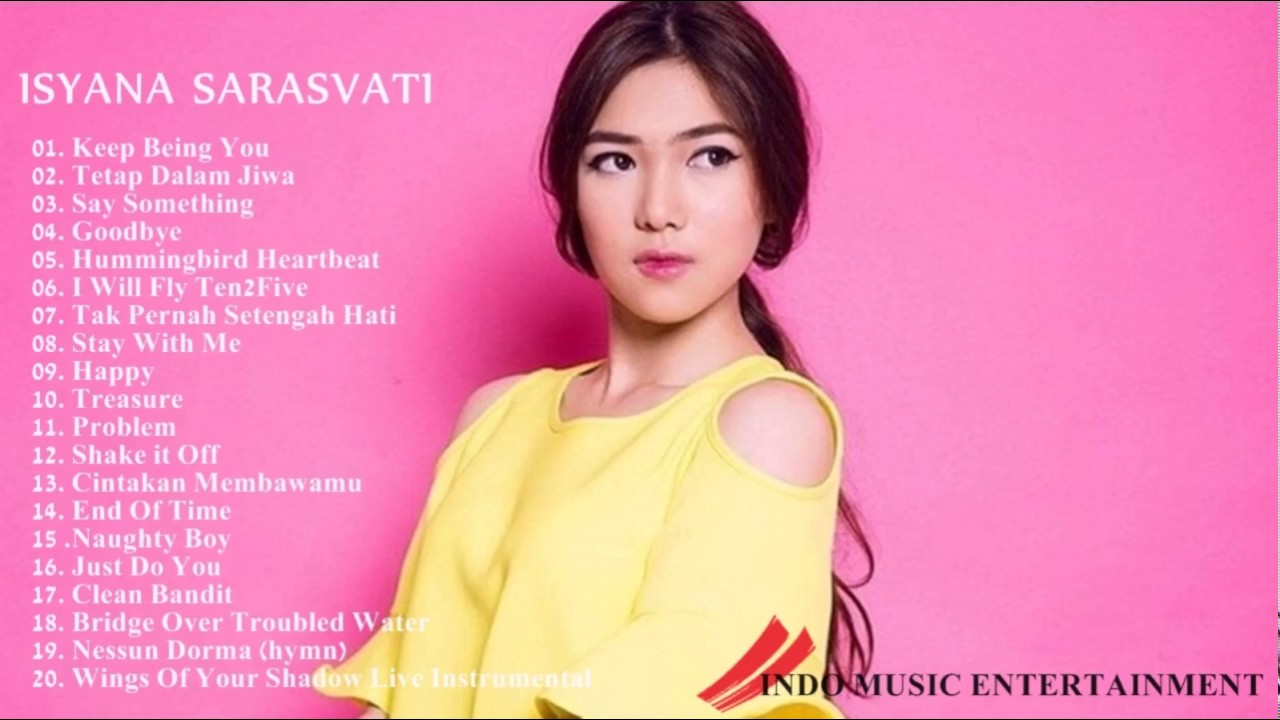 ISYANA SARASVATI
01. Keep Being You
02. Tetap Dalam Jiwa
03. Say Something
04. Goodbye
05. Hummingbird Heartbeat
06. I Will Fly Ten2Five
07. Tak Pernah Setengah Hati
08. Stay With Me
09. Happy
10. Treasure
11. Problem
12. Shake it Off
13. Cintakan Membawamu
14. End Of Time
15 .Naughty Boy
16. Just Do You
17. Clean Bandit
18. Bridge Over Troubled Water
19. Nessun Dorma (hymn)
20. Wings Of Your Shadow Live Instrumental
INDO MUSIC ENTERTAINMENT